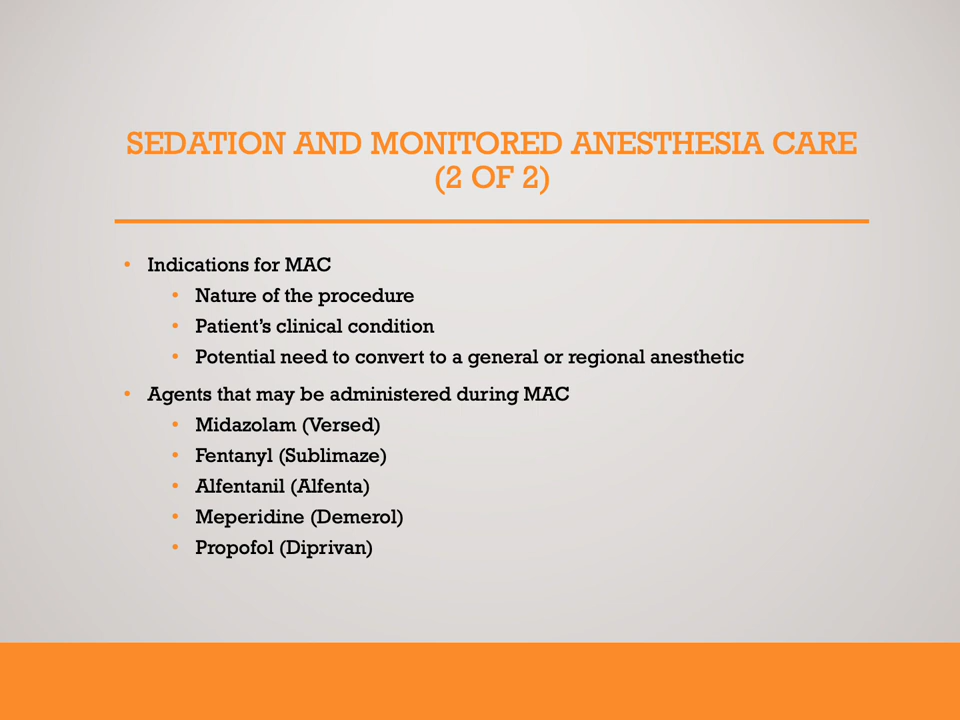 SEDATION AND MONITORED ANESTHESIA CARE
(2 OF 2)
• Indications for MAC
• Nature of the procedure
• Patient’s clinical condition
• Potential need to convert to a general or regional anesthetic
• Agents that may be administered during MAC
• Midazolam (Versed)
• Fentanyl (Sublimaze)
• Alfentanil (Alfenta)
• Meperidine (Demerol)
• Propofol (Diprivan)